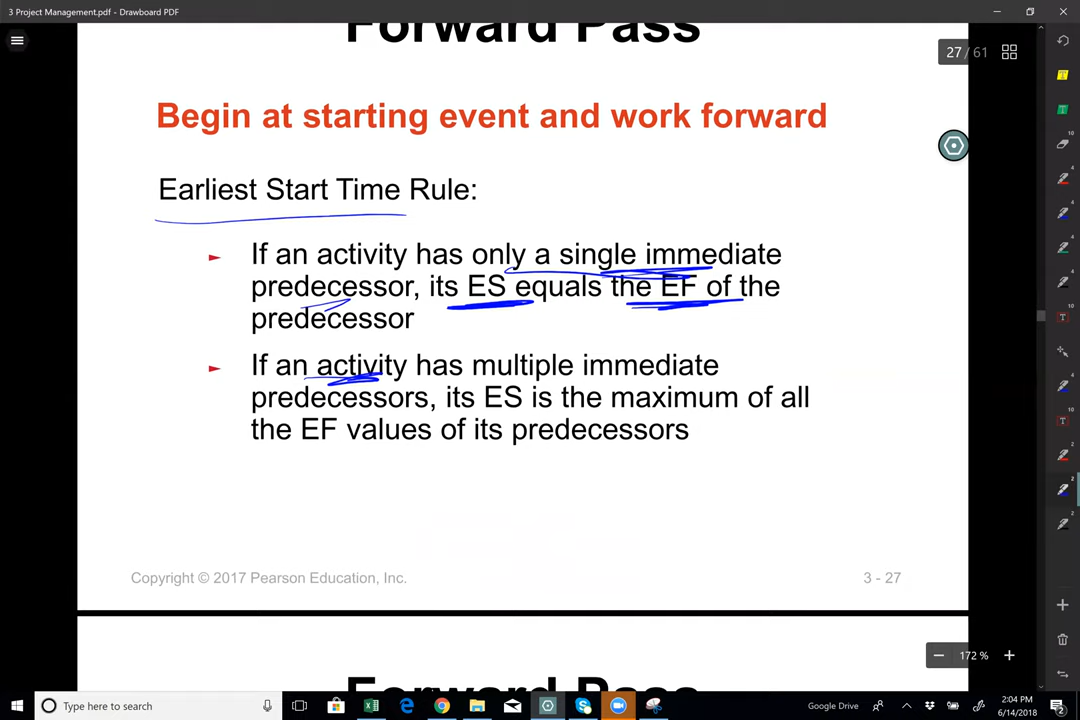 3 Project Management.pdf - Drawboard PDF
Forward Pass
27 / 61
Begin at starting event and work forward
Earliest Start Time Rule:
If an activity has only a single immediate
predecessor, its ES equals the EF of the
predecessor
If an activity has multiple immediate
predecessors, its ES is the maximum of all
the EF values of its predecessors
Copyright © 2017 Pearson Education, Inc.
3 - 27
172 %
Forward Pass
Type here to search
Google Drive
2:04 PM
6/14/2018
2